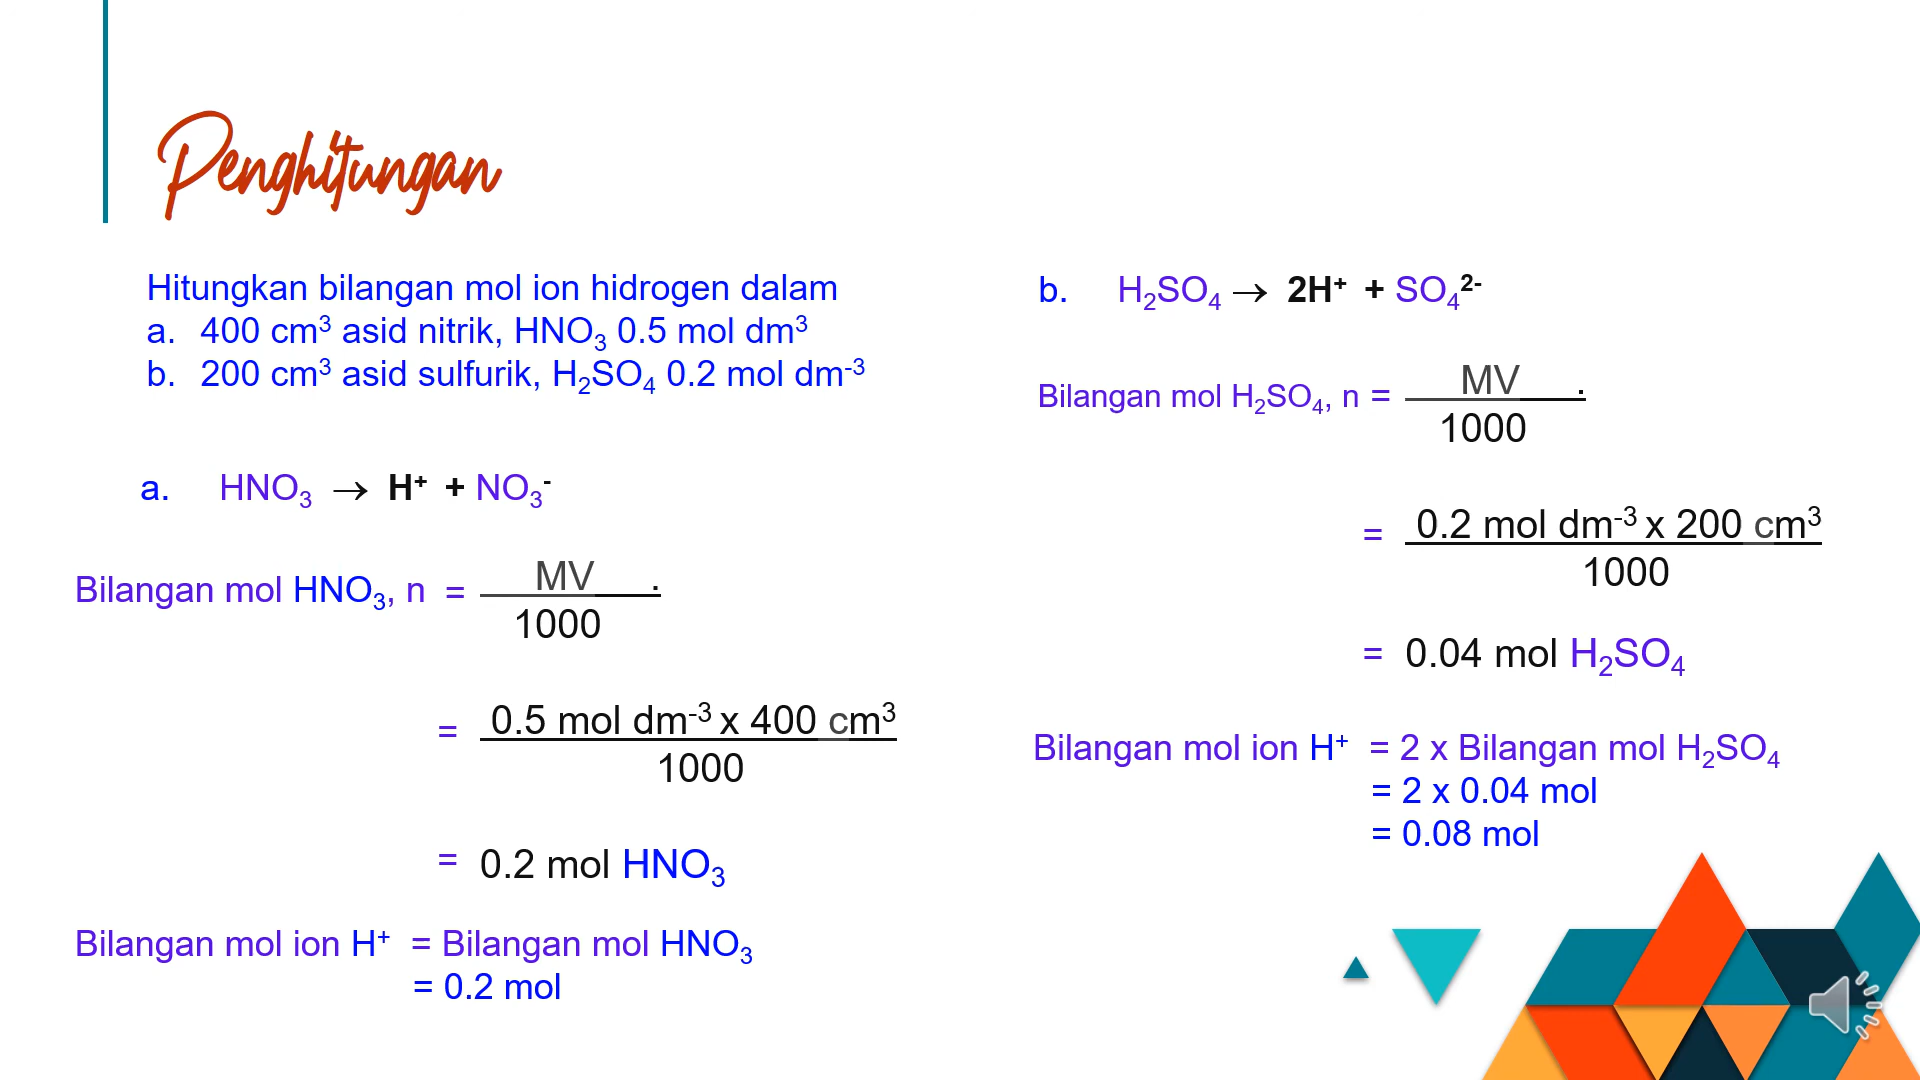 Penghitungan
Hitungkan bilangan mol ion hidrogen dalam
a. 400 cm³ asid nitrik, HNO₃ 0.5 mol dm³
b. 200 cm³ asid sulfurik, H₂SO₄ 0.2 mol dm⁻³
a. HNO₃ → H⁺ + NO₃⁻
Bilangan mol HNO₃, n = MV .
1000
= 0.5 mol dm⁻³ x 400 cm³
1000
= 0.2 mol HNO₃
Bilangan mol ion H⁺ = Bilangan mol HNO₃
= 0.2 mol
b. H₂SO₄ → 2H⁺ + SO₄²⁻
Bilangan mol H₂SO₄, n = MV .
1000
= 0.2 mol dm⁻³ x 200 cm³
1000
= 0.04 mol H₂SO₄
Bilangan mol ion H⁺ = 2 x Bilangan mol H₂SO₄
= 2 x 0.04 mol
= 0.08 mol